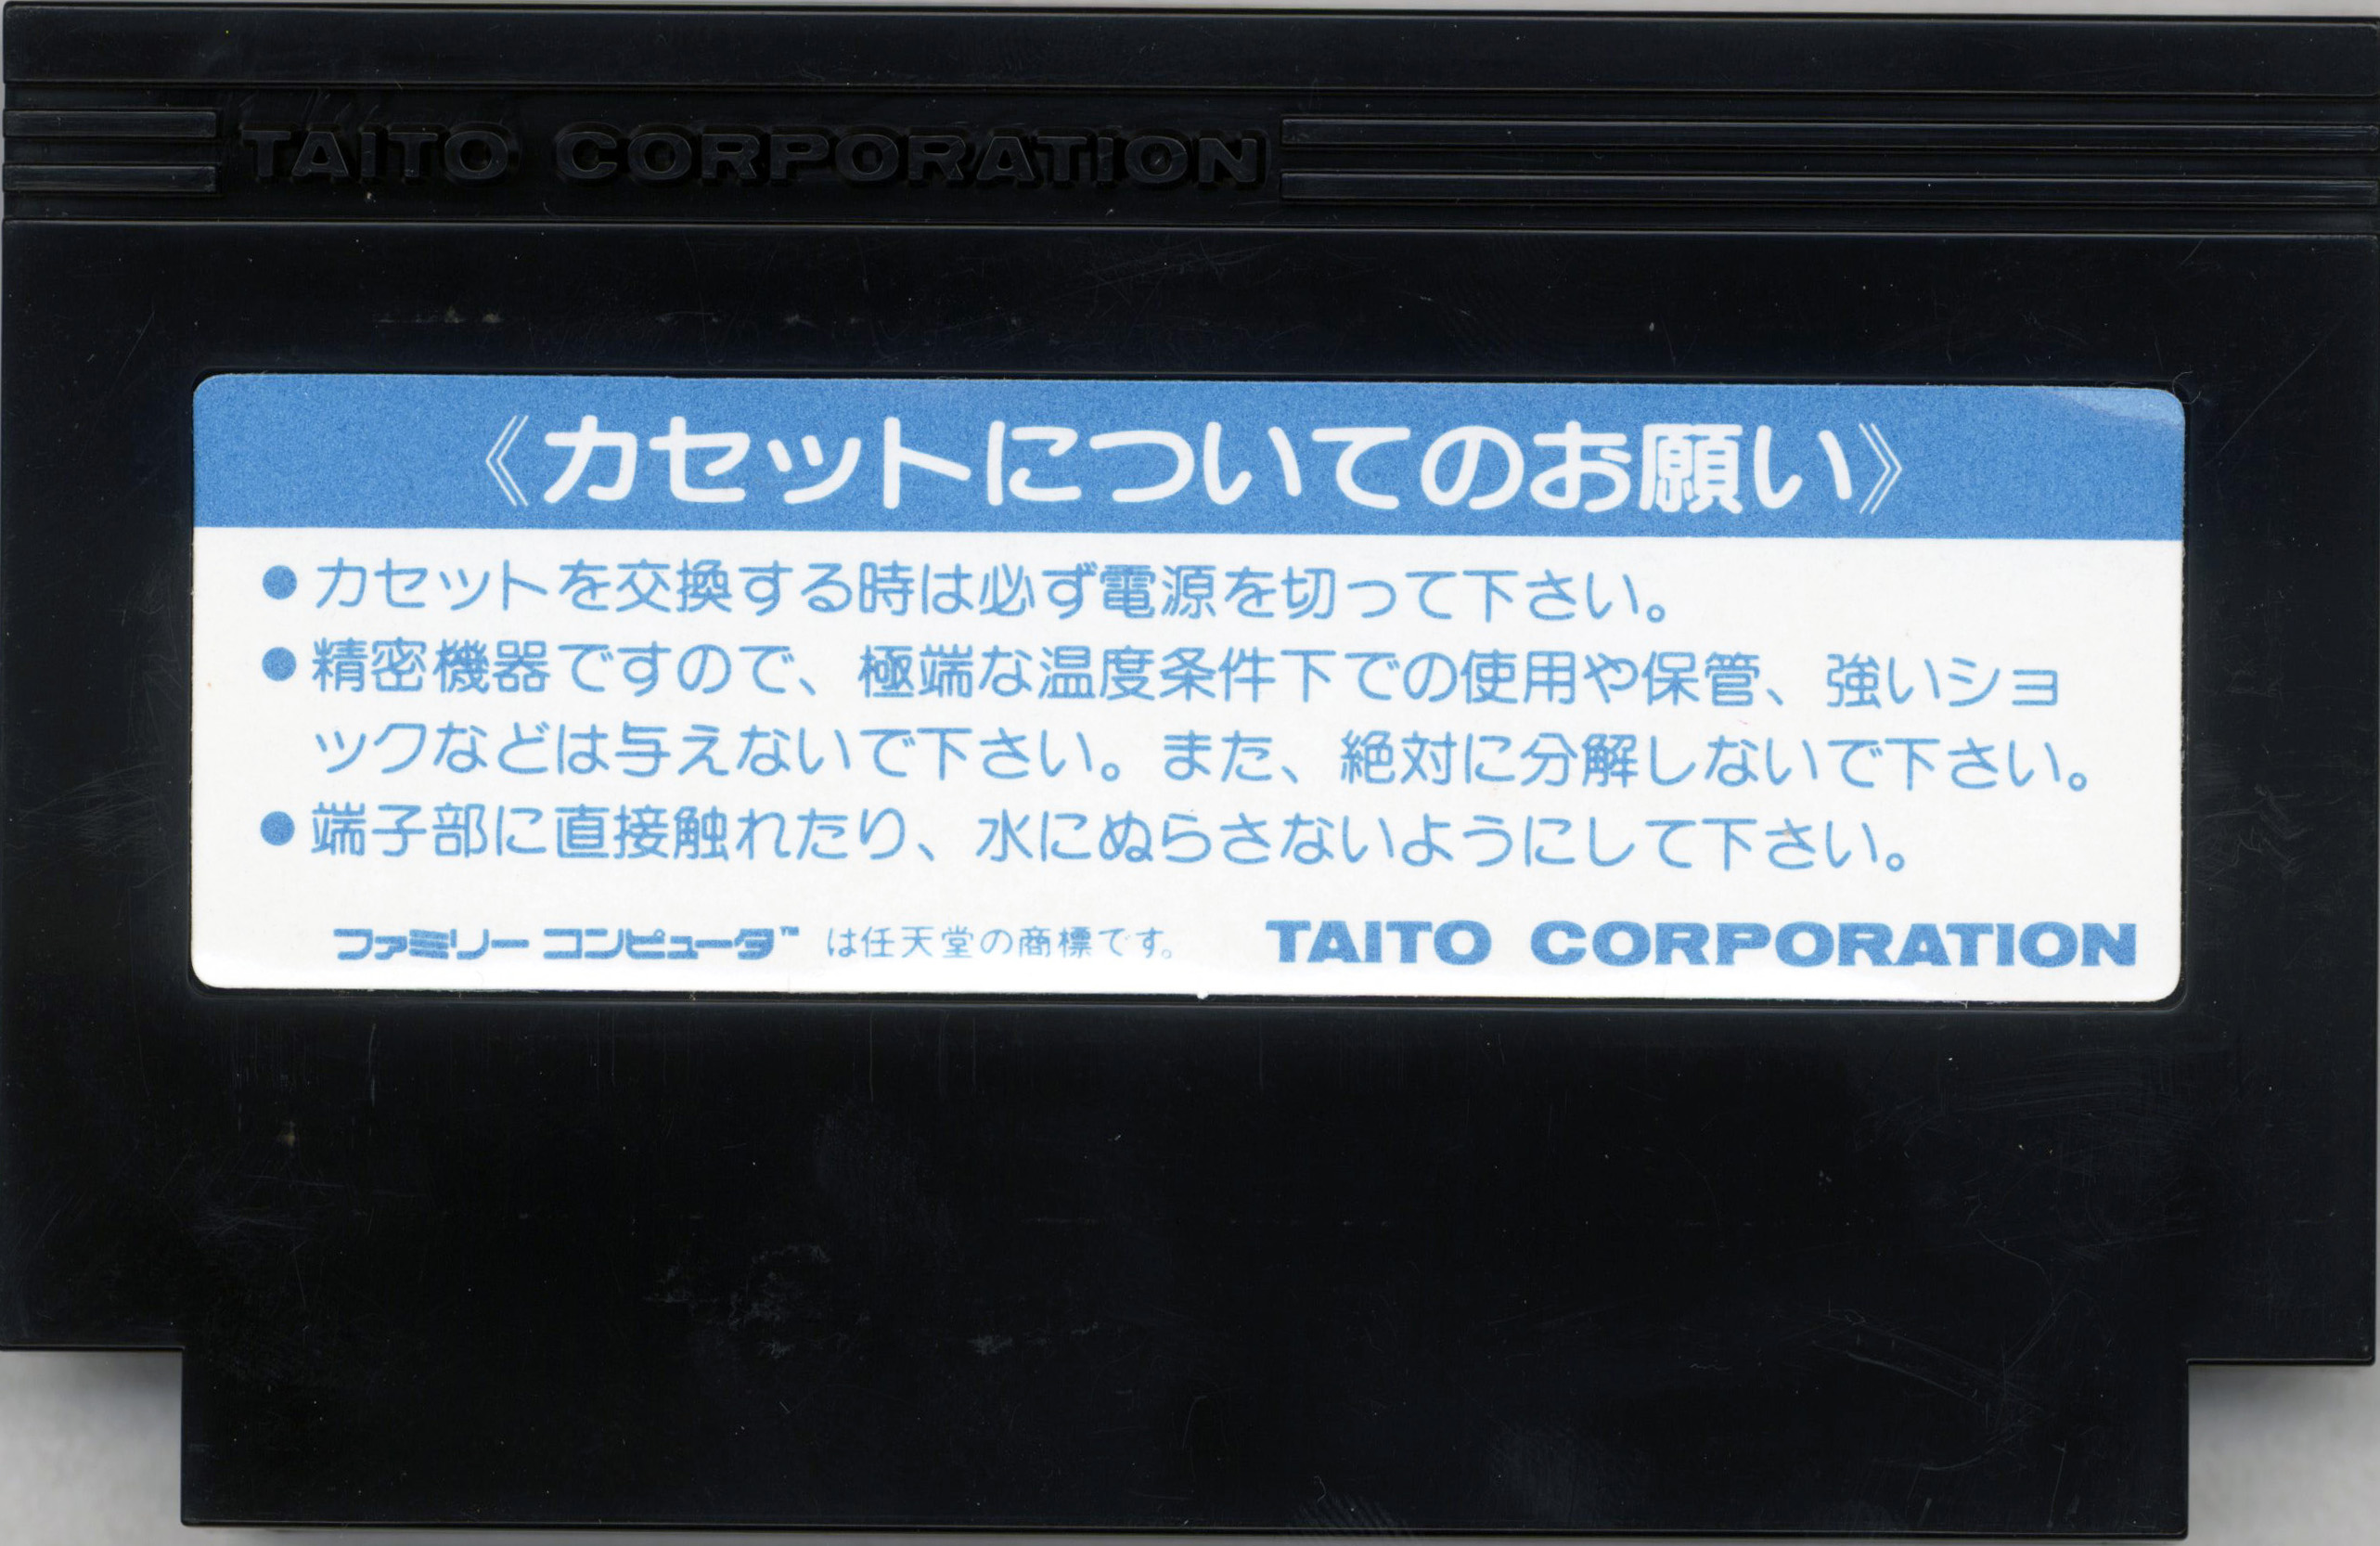 TAITO CORPORATION
《カセットについてのお願い》
●カセットを交換する時は必ず電源を切って下さい。
●精密機器ですので、極端な温度条件下での使用や保管、強いショ
ックなどは与えないで下さい。また、絶対に分解しないで下さい。
●端子部に直接触れたり、水にぬらさないようにして下さい。
ファミリーコンピュータ™ は任天堂の商標です。 TAITO CORPORATION